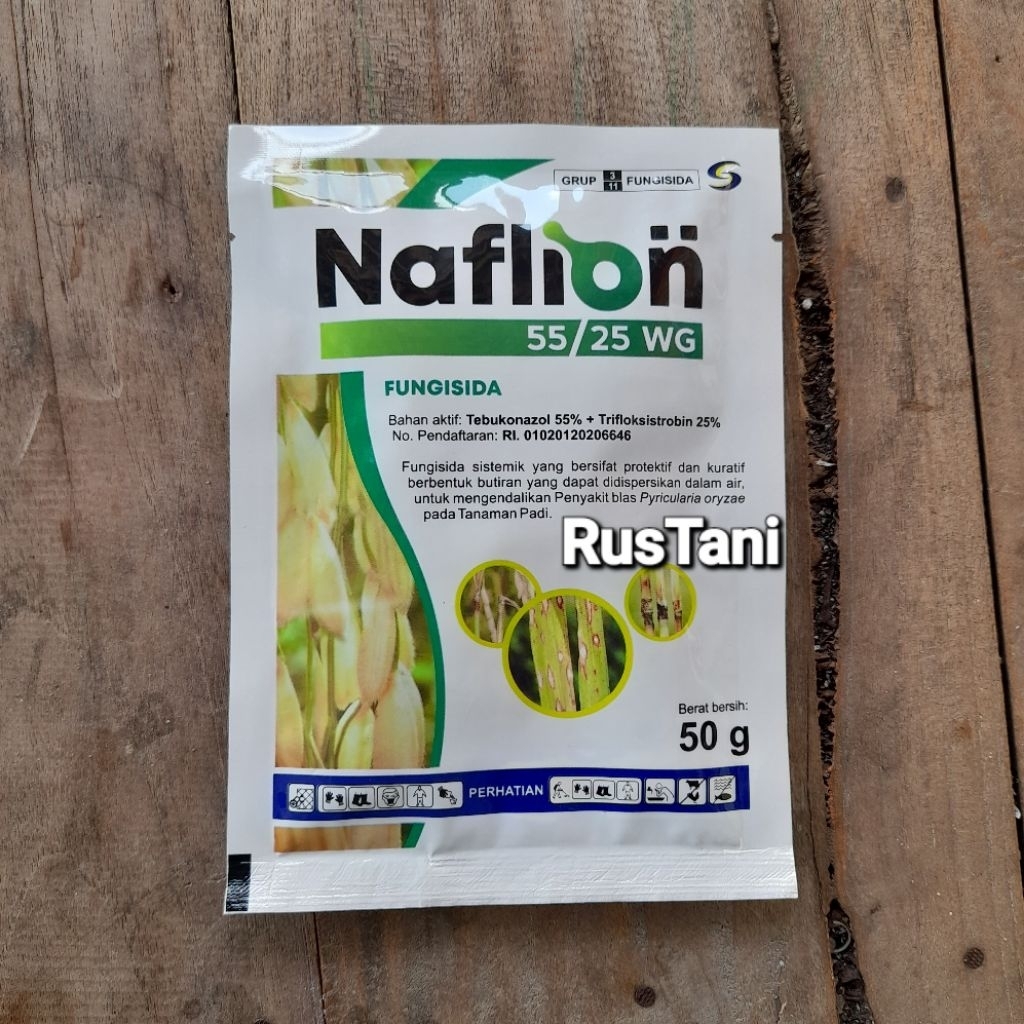 GRUP 3 11 FUNGISIDA
Naflion
55/25 WG
FUNGISIDA
Bahan aktif: Tebukonazol 55% + Trifloksistrobin 25%
No. Pendaftaran: RI. 01020120206646
Fungisida sistemik yang bersifat protektif dan kuratif
berbentuk butiran yang dapat didispersikan dalam air,
untuk mengendalikan Penyakit blas Pyricularia oryzae
pada Tanaman Padi.
RusTani
Berat bersih:
50 g
PERHATIAN